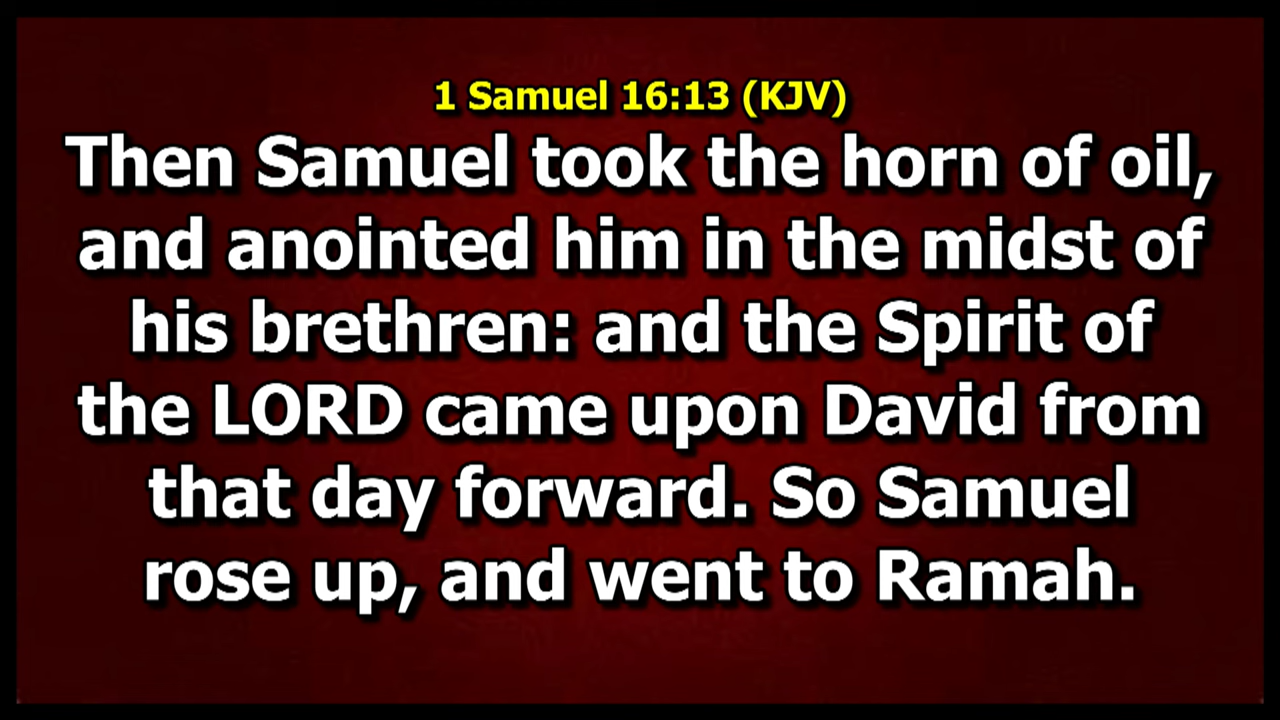 1 Samuel 16:13 (KJV)
Then Samuel took the horn of oil,
and anointed him in the midst of
his brethren: and the Spirit of
the LORD came upon David from
that day forward. So Samuel
rose up, and went to Ramah.